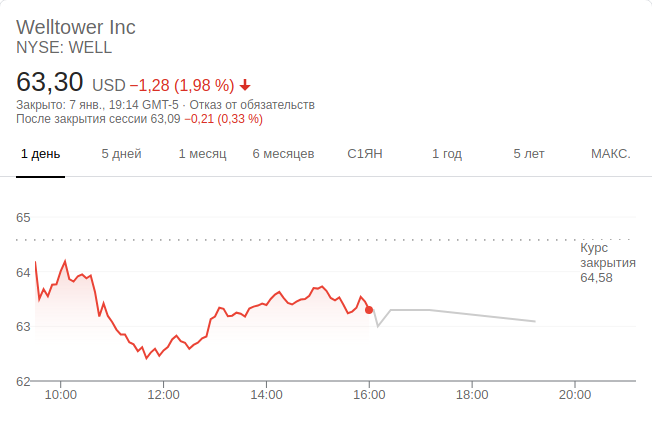 Welltower Inc
NYSE: WELL
63,30 USD −1,28 (1,98 %)
Закрыто: 7 янв., 19:14 GMT-5 · Отказ от обязательств
После закрытия сессии 63,09 −0,21 (0,33 %)
1 день 5 дней 1 месяц 6 месяцев С1ЯН 1 год 5 лет МАКС.
65
Курс
закрытия
64,58
64
63
62
10:00 12:00 14:00 16:00 18:00 20:00